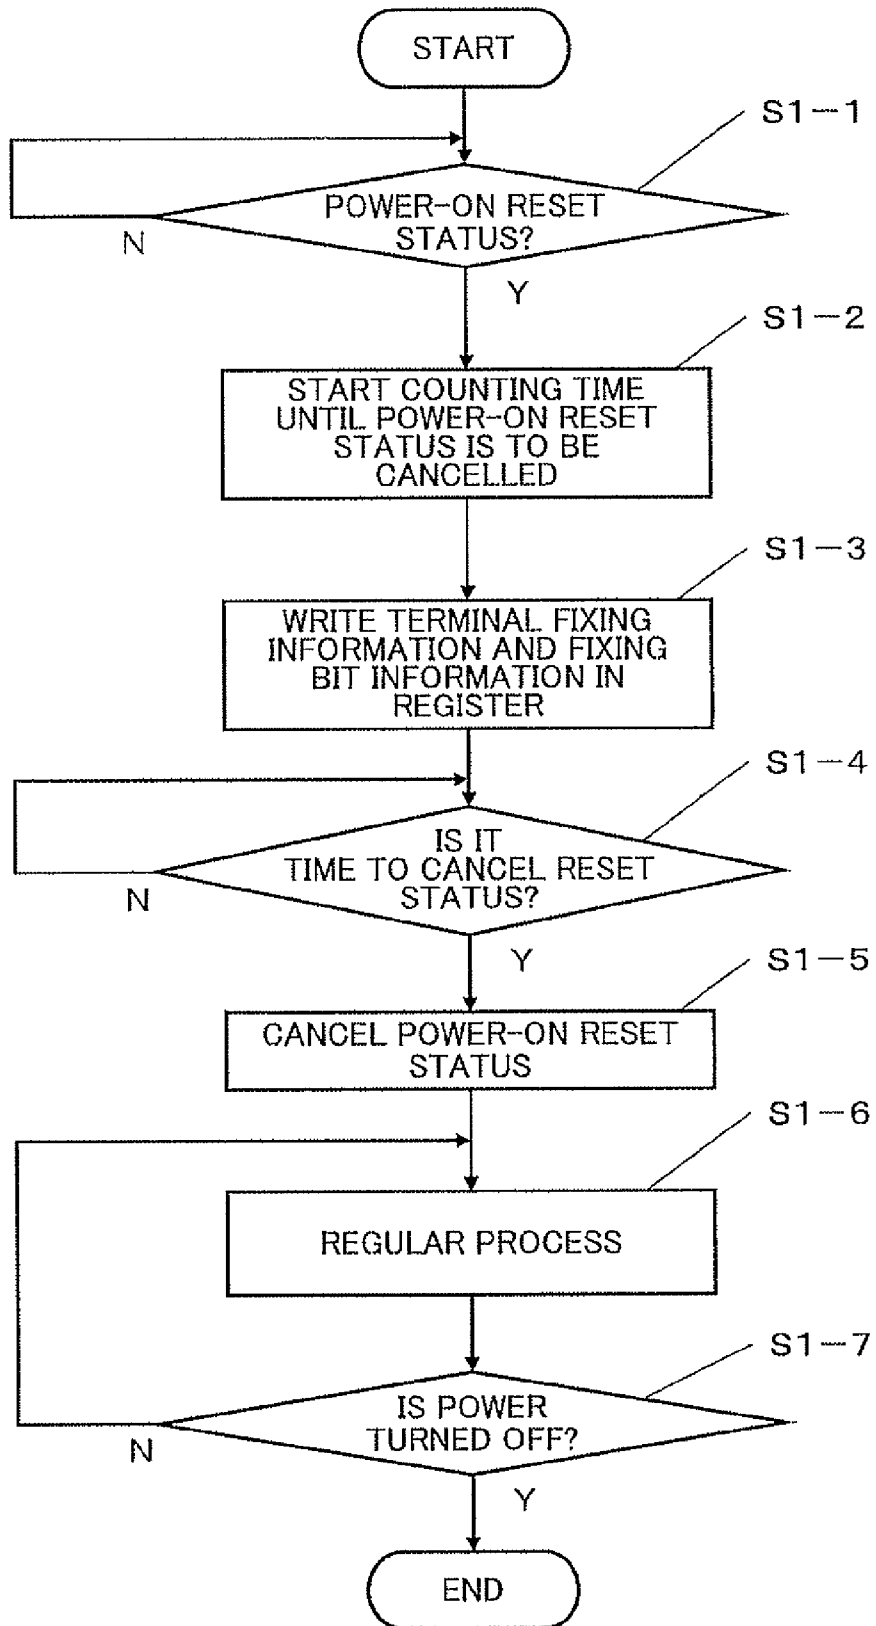 START
S1-1
POWER-ON RESET
STATUS?
N
Y
S1-2
START COUNTING TIME
UNTIL POWER-ON RESET
STATUS IS TO BE
CANCELLED
S1-3
WRITE TERMINAL FIXING
INFORMATION AND FIXING
BIT INFORMATION IN
REGISTER
S1-4
IS IT
TIME TO CANCEL RESET
STATUS?
N
Y
S1-5
CANCEL POWER-ON RESET
STATUS
S1-6
REGULAR PROCESS
S1-7
IS POWER
TURNED OFF?
N
Y
END